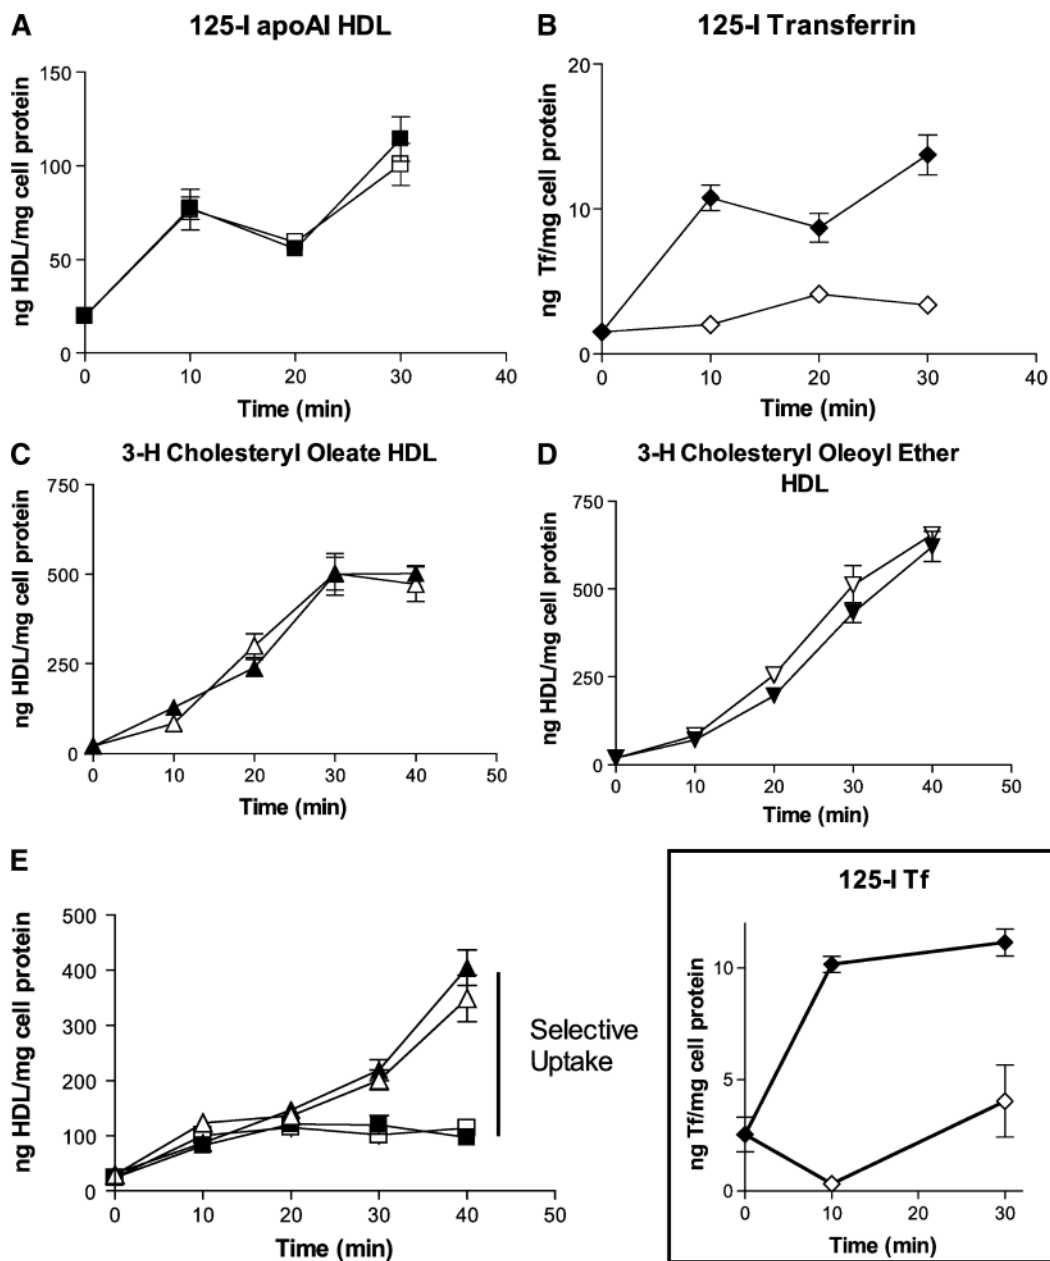 A
125-I apoAI HDL
ng HDL/mg cell protein
150
100
50
0
0 10 20 30 40
Time (min)
B
125-I Transferrin
ng Tf/mg cell protein
20
10
0
0 10 20 30 40
Time (min)
C
3-H Cholesteryl Oleate HDL
ng HDL/mg cell protein
750
500
250
0
0 10 20 30 40 50
Time (min)
D
3-H Cholesteryl Oleoyl Ether
HDL
ng HDL/mg cell protein
750
500
250
0
0 10 20 30 40 50
Time (min)
E
ng HDL/mg cell protein
500
400
300
200
100
0
0 10 20 30 40 50
Time (min)
Selective
Uptake
125-I Tf
ng Tf/mg cell protein
10
5
0
0 10 20 30
Time (min)